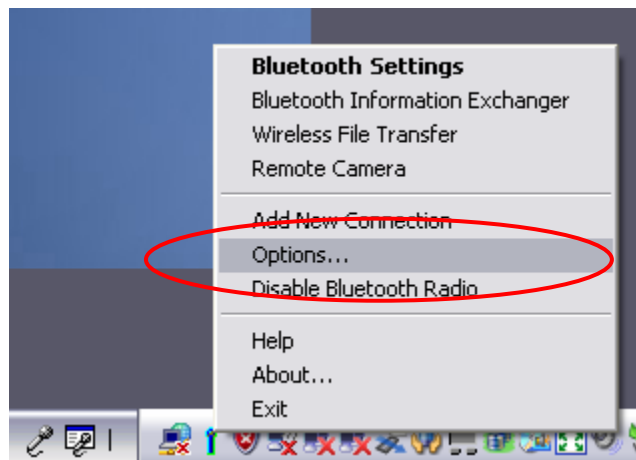 Bluetooth Settings
Bluetooth Information Exchanger
Wireless File Transfer
Remote Camera
Add New Connection
Options...
Disable Bluetooth Radio
Help
About...
Exit